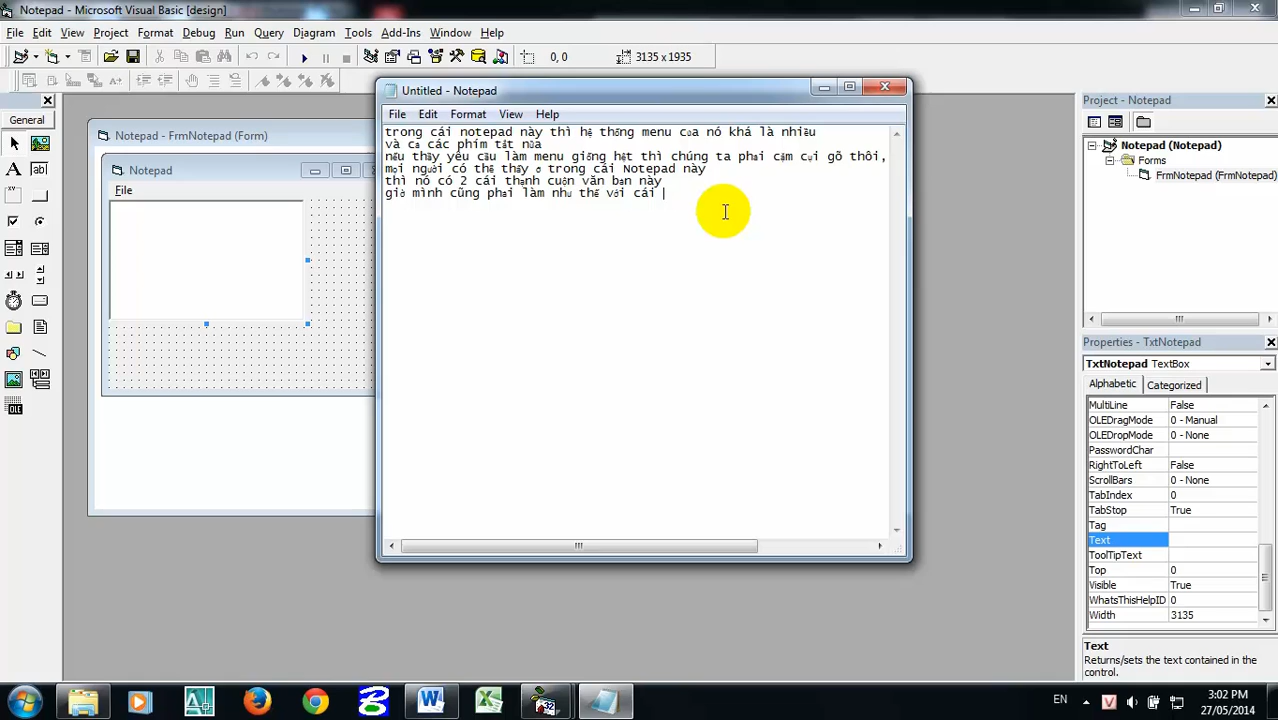 Notepad - Microsoft Visual Basic [design]
File Edit View Project Format Debug Run Query Diagram Tools Add-Ins Window Help
0, 0
3135 x 1935
General
Notepad - FrmNotepad (Form)
Notepad
File
Untitled - Notepad
File Edit Format View Help
trong cái notepad này thì hệ thống menu của nó khá là nhiều
và cả các phím tắt nữa
nếu thầy yêu cầu làm menu giống hệt thì chúng ta phải cặm cụi gõ thôi,
mọi người có thể thấy ở trong cái Notepad này
thì nó có 2 cái thanh cuộn văn bản này
giờ mình cũng phải làm như thế với cái
Project - Notepad
Notepad (Notepad)
Forms
FrmNotepad (FrmNotepad)
Properties - TxtNotepad
TxtNotepad TextBox
Alphabetic Categorized
MultiLine False
OLEDragMode 0 - Manual
OLEDropMode 0 - None
PasswordChar
RightToLeft False
ScrollBars 0 - None
TabIndex 0
TabStop True
Tag
Text
ToolTipText
Top 0
Visible True
WhatsThisHelpID 0
Width 3135
Text
Returns/sets the text contained in the control.
EN
3:02 PM
27/05/2014